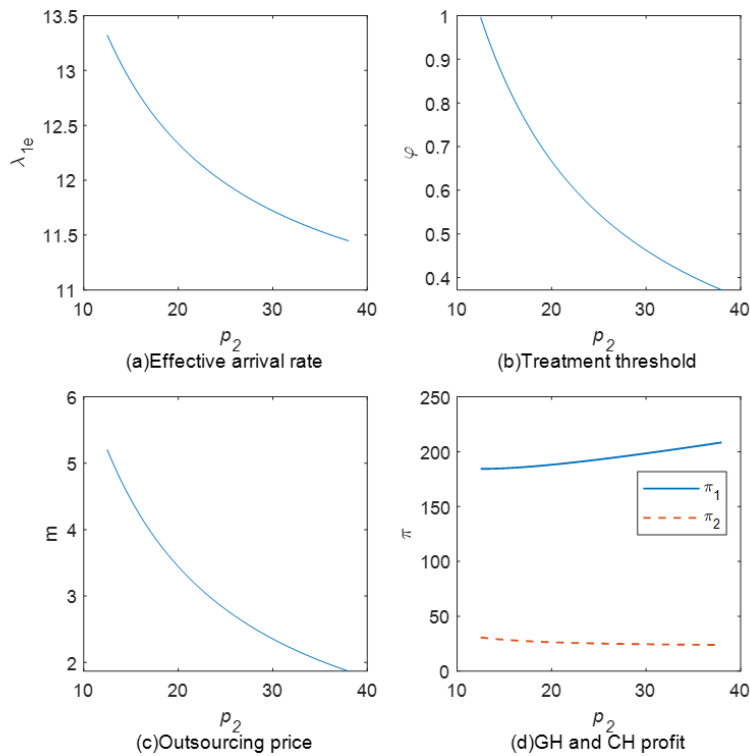 13.5
13
12.5
12
11.5
11
10 20 30 40
λ1e
p2
(a)Effective arrival rate
1
0.9
0.8
0.7
0.6
0.5
0.4
10 20 30 40
φ
p2
(b)Treatment threshold
6
5
4
3
2
10 20 30 40
m
p2
(c)Outsourcing price
250
200
150
100
50
0
10 20 30 40
π
π1
π2
p2
(d)GH and CH profit